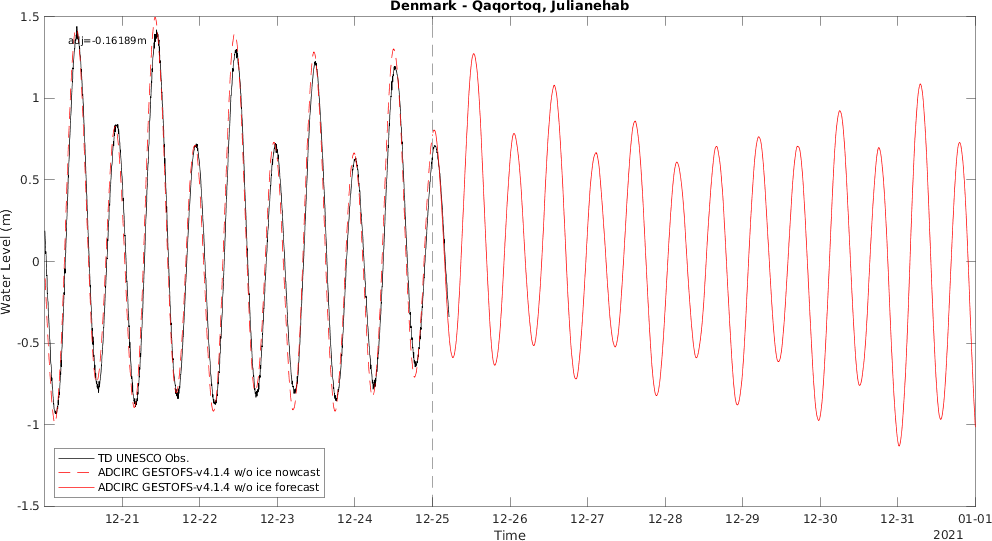 Denmark - Qaqortoq, Julianehab
adj=-0.16189m
Water Level (m)
1.5
1
0.5
0
-0.5
-1
-1.5
TD UNESCO Obs.
ADCIRC GESTOFS-v4.1.4 w/o ice nowcast
ADCIRC GESTOFS-v4.1.4 w/o ice forecast
12-21 12-22 12-23 12-24 12-25 12-26 12-27 12-28 12-29 12-30 12-31 01-01
Time
2021